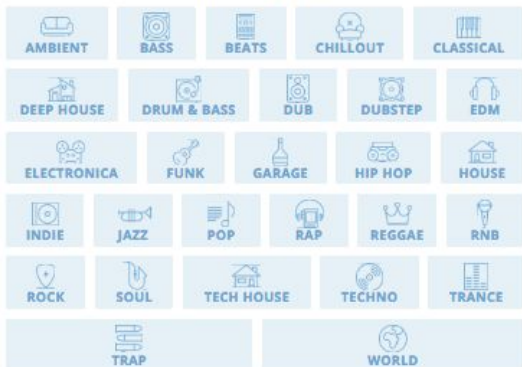 AMBIENT BASS BEATS CHILLOUT CLASSICAL
DEEP HOUSE DRUM & BASS DUB DUBSTEP EDM
ELECTRONICA FUNK GARAGE HIP HOP HOUSE
INDIE JAZZ POP RAP REGGAE RNB
ROCK SOUL TECH HOUSE TECHNO TRANCE
TRAP WORLD